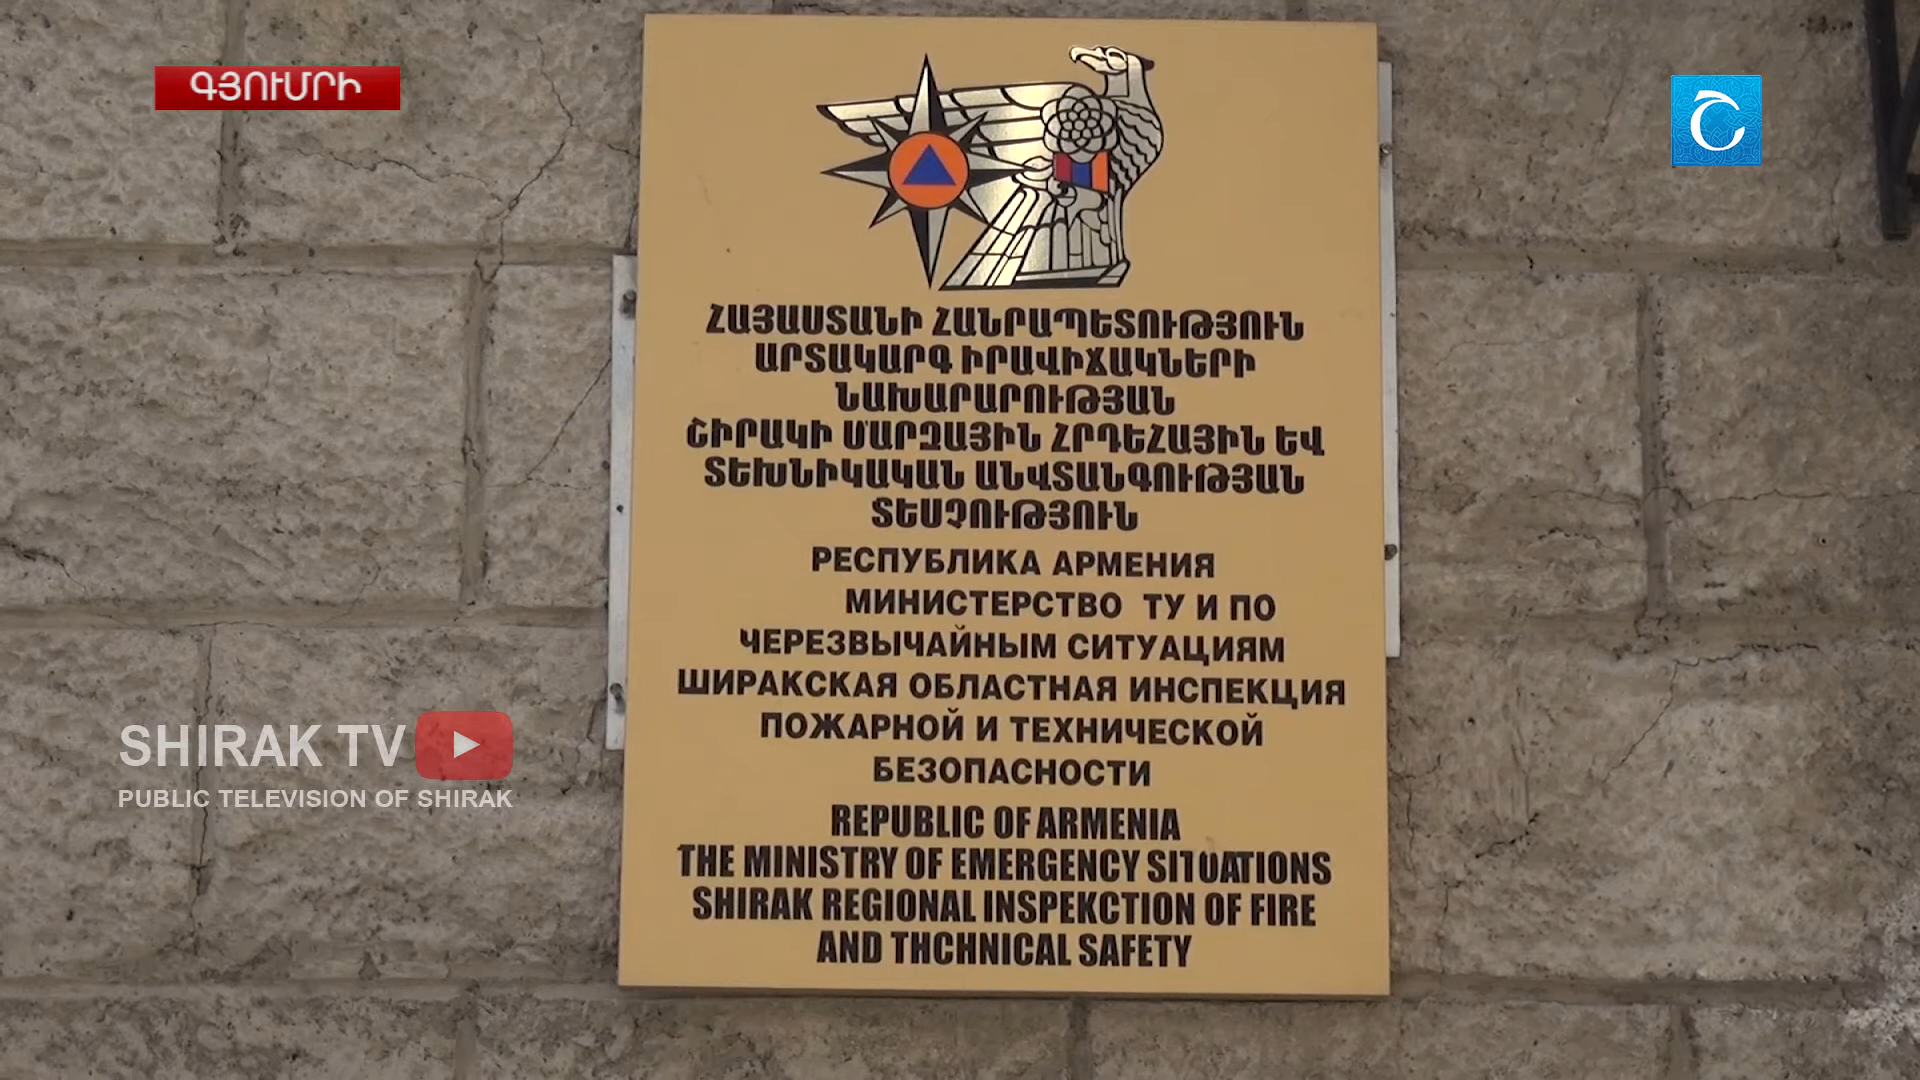 ԳՅՈՒՄՐԻ
ՀԱՅԱՍՏԱՆԻ ՀԱՆՐԱՊԵՏՈՒԹՅՈՒՆ
ԱՐՏԱԿԱՐԳ ԻՐԱՎԻՃԱԿՆԵՐԻ
ՆԱԽԱՐԱՐՈՒԹՅԱՆ
ՇԻՐԱԿԻ ՄԱՐԶԱՅԻՆ ՀՐԴԵՀԱՅԻՆ ԵՎ
ՏԵԽՆԻԿԱԿԱՆ ԱՆՎՏԱՆԳՈՒԹՅԱՆ
ՏԵՍՉՈՒԹՅՈՒՆ
РЕСПУБЛИКА АРМЕНИЯ
МИНИСТЕРСТВО ТУ И ПО
ЧЕРЕЗВЫЧАЙНЫМ СИТУАЦИЯМ
ШИРАКСКАЯ ОБЛАСТНАЯ ИНСПЕКЦИЯ
ПОЖАРНОЙ И ТЕХНИЧЕСКОЙ
БЕЗОПАСНОСТИ
REPUBLIC OF ARMENIA
THE MINISTRY OF EMERGENCY SITUATIONS
SHIRAK REGIONAL INSPEKCTION OF FIRE
AND THCHNICAL SAFETY
SHIRAK TV
PUBLIC TELEVISION OF SHIRAK